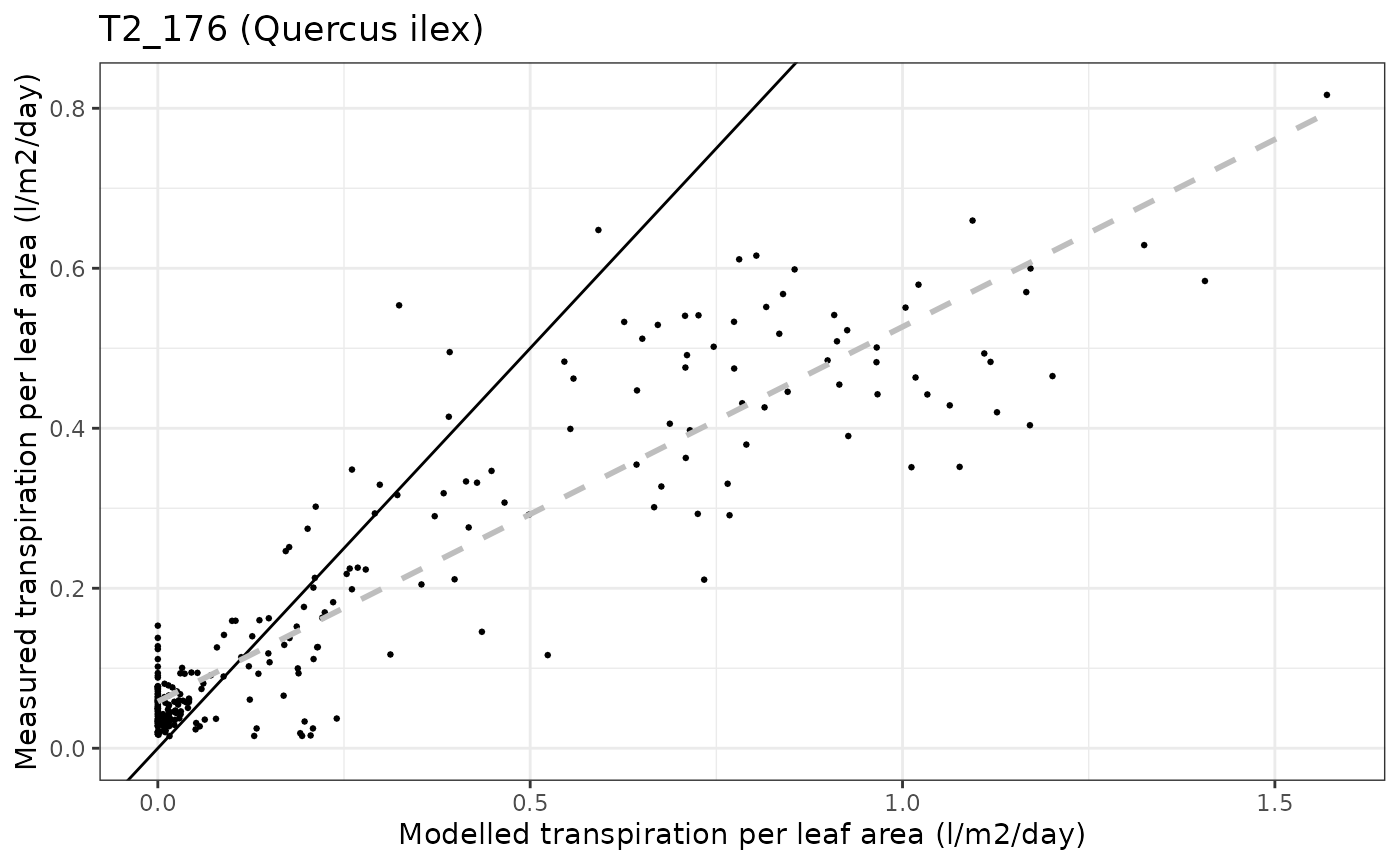 T2_176 (Quercus ilex)
Measured transpiration per leaf area (l/m2/day)
0.8
0.6
0.4
0.2
0.0
0.0 0.5 1.0 1.5
Modelled transpiration per leaf area (l/m2/day)